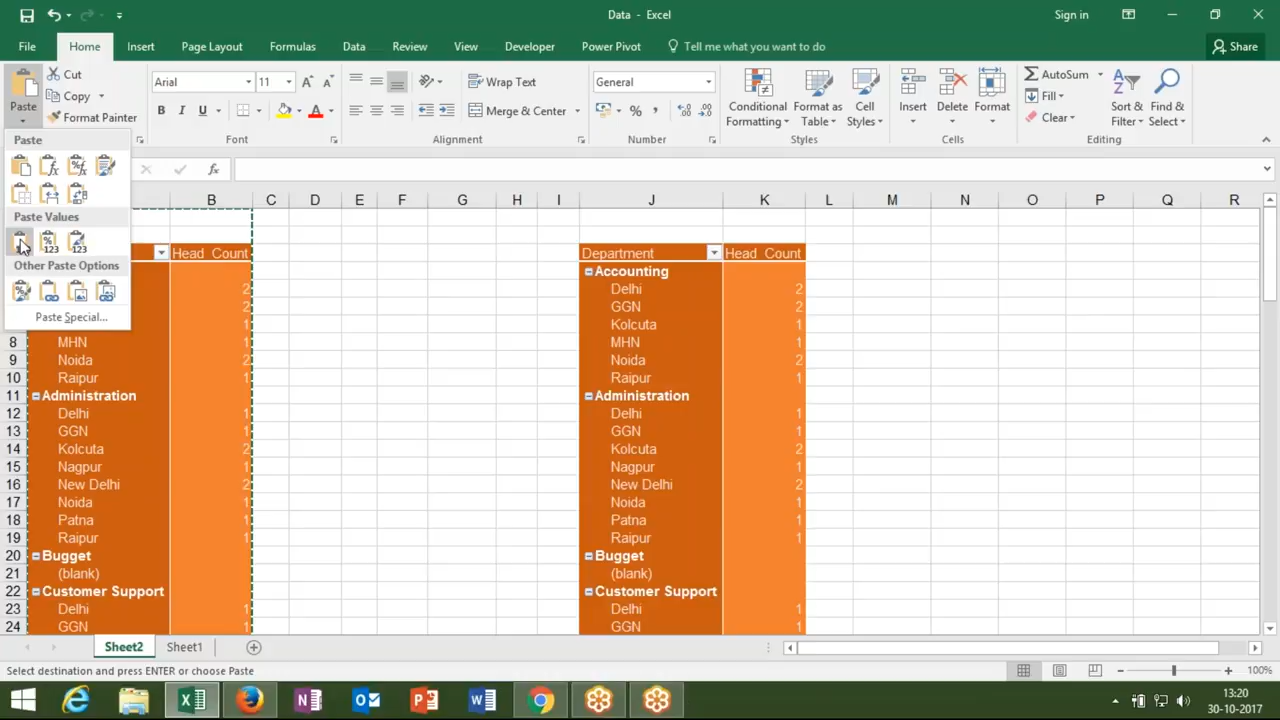 Data - Excel
Sign in
File Home Insert Page Layout Formulas Data Review View Developer Power Pivot Tell me what you want to do Share
Cut
Copy
Format Painter
Paste
Arial 11
B I U
Wrap Text
Merge & Center
General
% ,
Conditional Formatting
Format as Table
Cell Styles
Insert
Delete
Format
AutoSum
Fill
Clear
Sort & Filter
Find & Select
Font
Alignment
Number
Styles
Cells
Editing
Paste
Paste Values
Other Paste Options
Paste Special...
fx
B C D E F G H I J K L M N O P Q R
Head Count Department Head Count
Accounting
2 Delhi 2
2 GGN 2
1 Kolcuta 1
8 MHN 1 MHN 1
9 Noida 2 Noida 2
10 Raipur 1 Raipur 1
11 Administration Administration
12 Delhi 1 Delhi 1
13 GGN 1 GGN 1
14 Kolcuta 2 Kolcuta 2
15 Nagpur 1 Nagpur 1
16 New Delhi 2 New Delhi 2
17 Noida 1 Noida 1
18 Patna 1 Patna 1
19 Raipur 1 Raipur 1
20 Bugget Bugget
21 (blank) (blank)
22 Customer Support Customer Support
23 Delhi 1 Delhi 1
24 GGN 1 GGN 1
Sheet2 Sheet1
Select destination and press ENTER or choose Paste
100%
13:20
30-10-2017